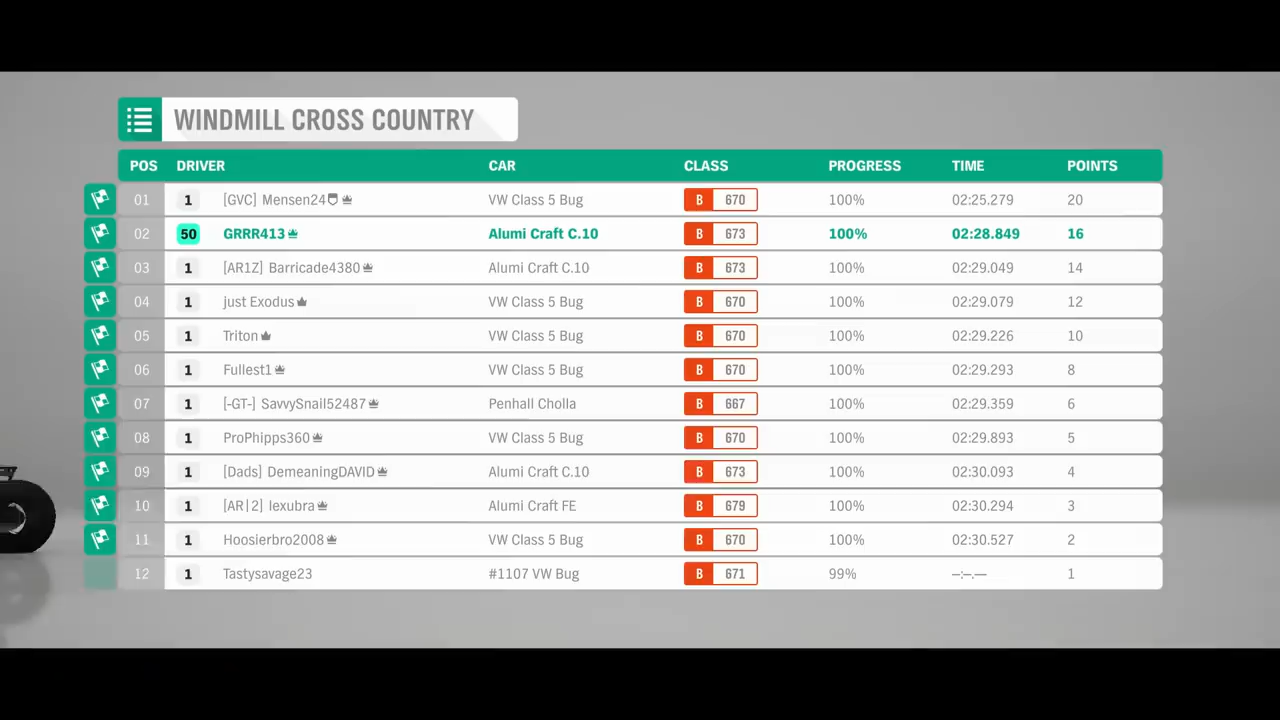 WINDMILL CROSS COUNTRY
POS DRIVER CAR CLASS PROGRESS TIME POINTS
01 1 [GVC] Mensen24 VW Class 5 Bug B 670 100% 02:25.279 20
02 50 GRRR413 Alumi Craft C.10 B 673 100% 02:28.849 16
03 1 [AR1Z] Barricade4380 Alumi Craft C.10 B 673 100% 02:29.049 14
04 1 just Exodus VW Class 5 Bug B 670 100% 02:29.079 12
05 1 Triton VW Class 5 Bug B 670 100% 02:29.226 10
06 1 Fullest1 VW Class 5 Bug B 670 100% 02:29.293 8
07 1 [-GT-] SavvySnail52487 Penhall Cholla B 667 100% 02:29.359 6
08 1 ProPhipps360 VW Class 5 Bug B 670 100% 02:29.893 5
09 1 [Dads] DemeaningDAVID Alumi Craft C.10 B 673 100% 02:30.093 4
10 1 [AR|2] lexubra Alumi Craft FE B 679 100% 02:30.294 3
11 1 Hoosierbro2008 VW Class 5 Bug B 670 100% 02:30.527 2
12 1 Tastysavage23 #1107 VW Bug B 671 99% –:–.–– 1